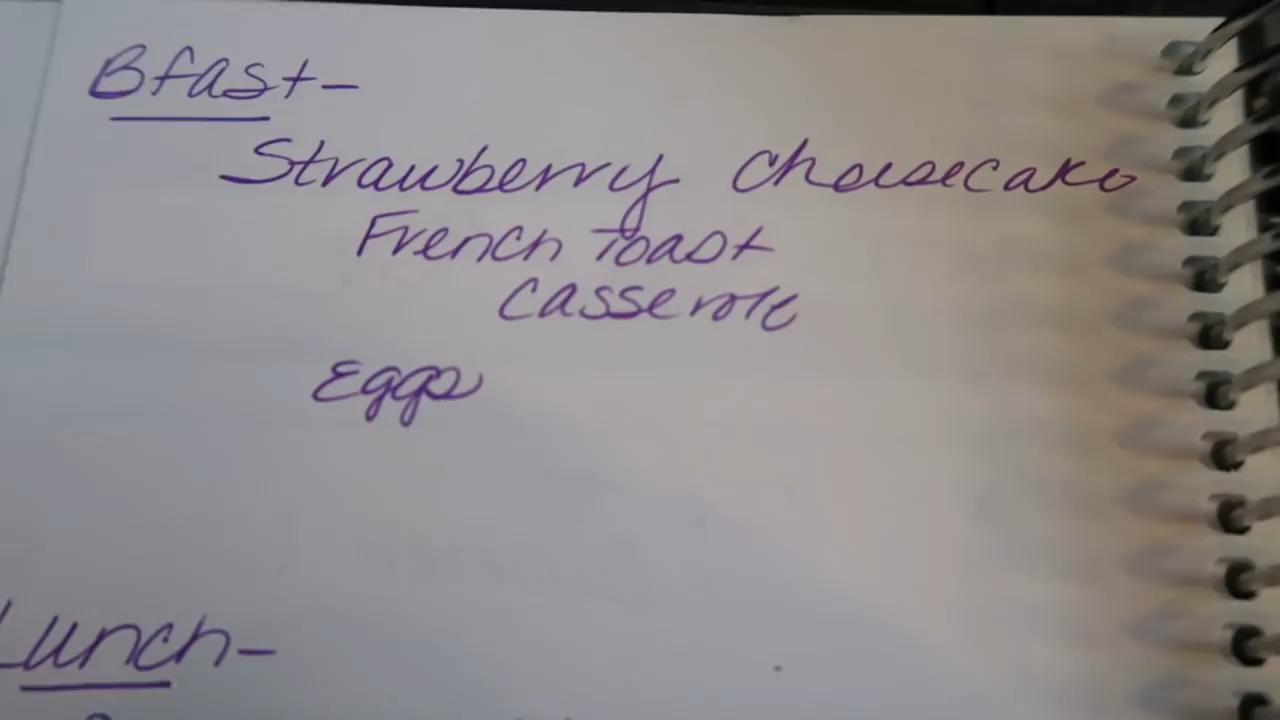 Bfast-
Strawberry Cheesecake
French toast
Casserole
Eggs
Lunch-